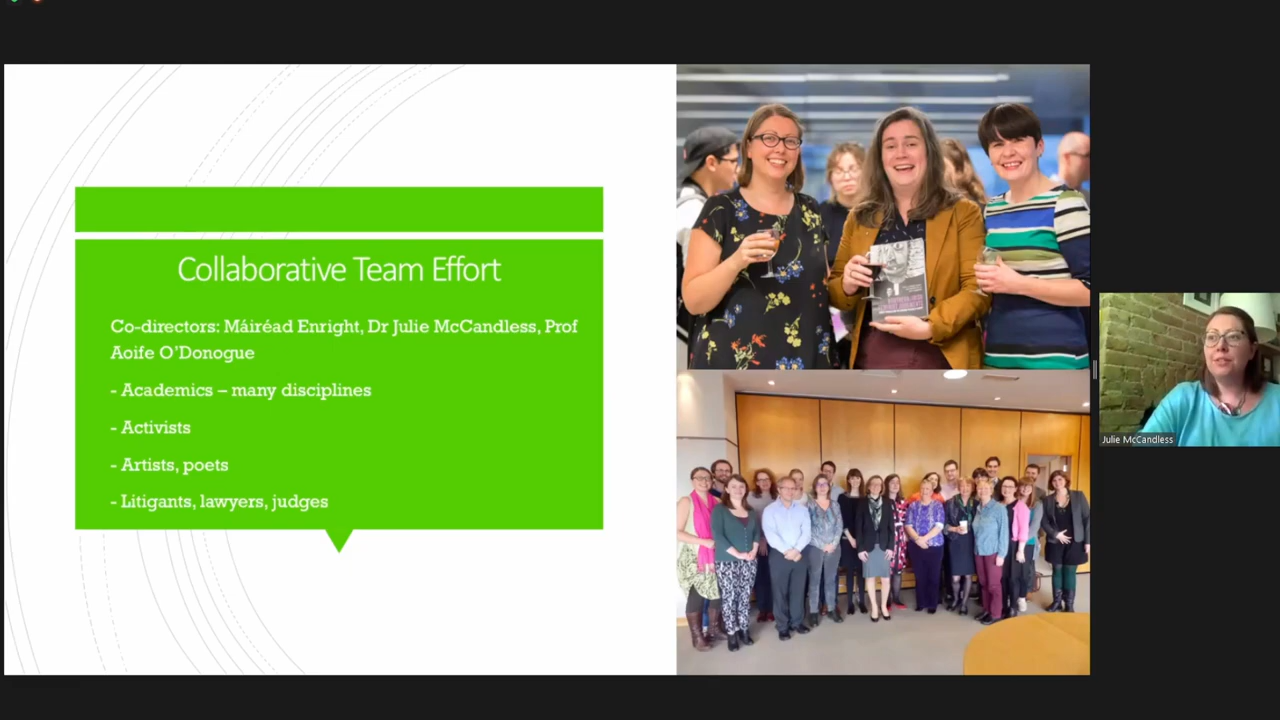 Collaborative Team Effort
Co-directors: Máiréad Enright, Dr Julie McCandless, Prof
Aoife O'Donogue
- Academics – many disciplines
- Activists
- Artists, poets
- Litigants, lawyers, judges
Julie McCandless